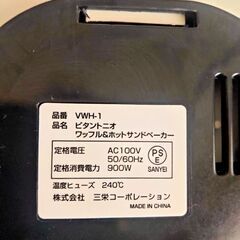 品番 VWH-1
品名 ビタントニオ
ワッフル&ホットサンドベーカー
定格電圧 AC100V
50/60Hz
定格消費電力 900W
PS
E
SANYEI
温度ヒューズ 240℃
株式会社 三栄コーポレーション
MADE IN CHINA